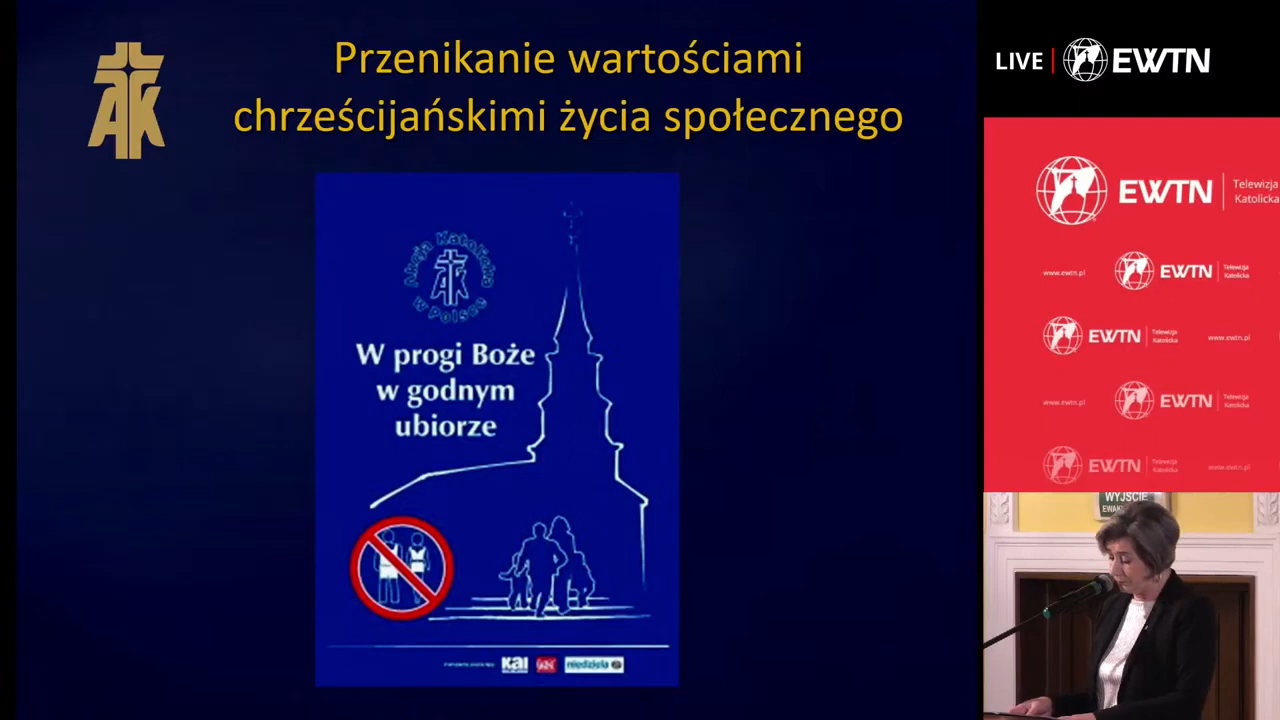 Przenikanie wartościami
chrześcijańskimi życia społecznego
AK
Akcja Katolicka
w Polsce
AK
W progi Boże
w godnym
ubiorze
KAI
niedziela
LIVE EWTN
EWTN Telewizja
Katolicka
www.ewtn.pl EWTN Telewizja
Katolicka
EWTN Telewizja
Katolicka www.ewtn.pl
www.ewtn.pl EWTN Telewizja
Katolicka
EWTN Telewizja
Katolicka www.ewtn.pl
WYJŚCIE